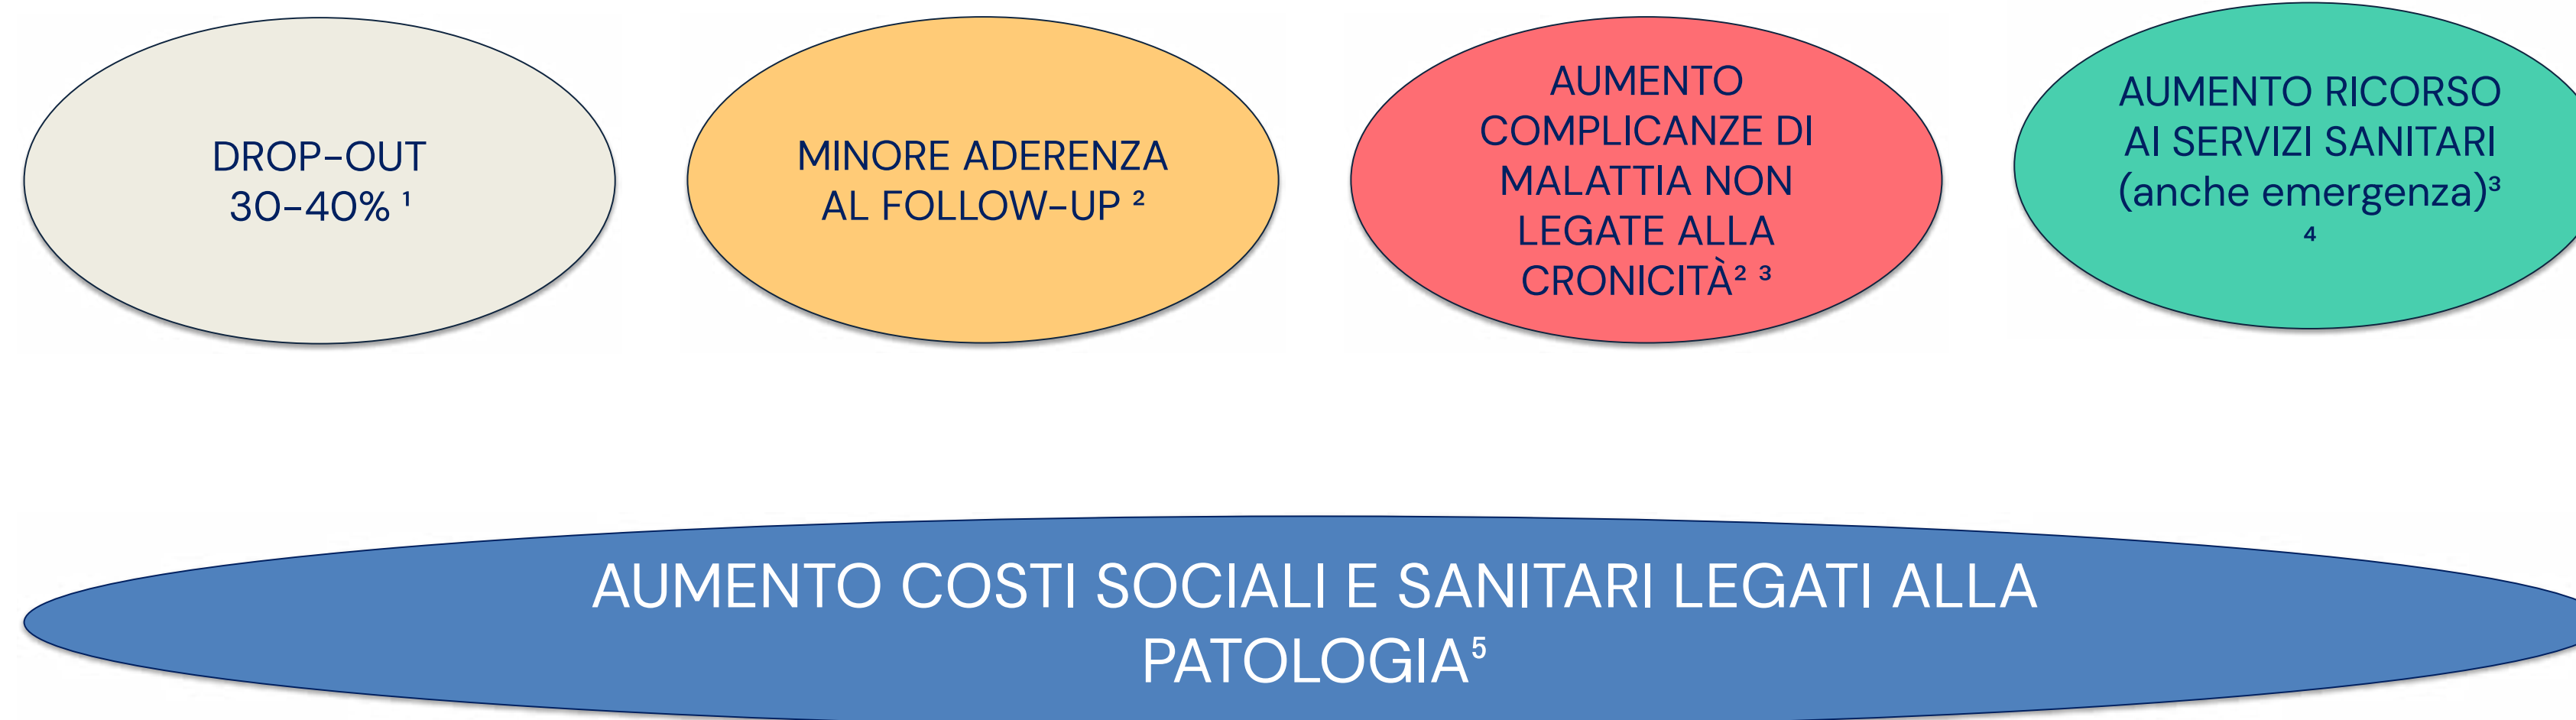 DROP-OUT
30-40% ¹
MINORE ADERENZA
AL FOLLOW-UP ²
AUMENTO
COMPLICANZE DI
MALATTIA NON
LEGATE ALLA
CRONICITÀ² ³
AUMENTO RICORSO
AI SERVIZI SANITARI
(anche emergenza)³
⁴
AUMENTO COSTI SOCIALI E SANITARI LEGATI ALLA
PATOLOGIA⁵